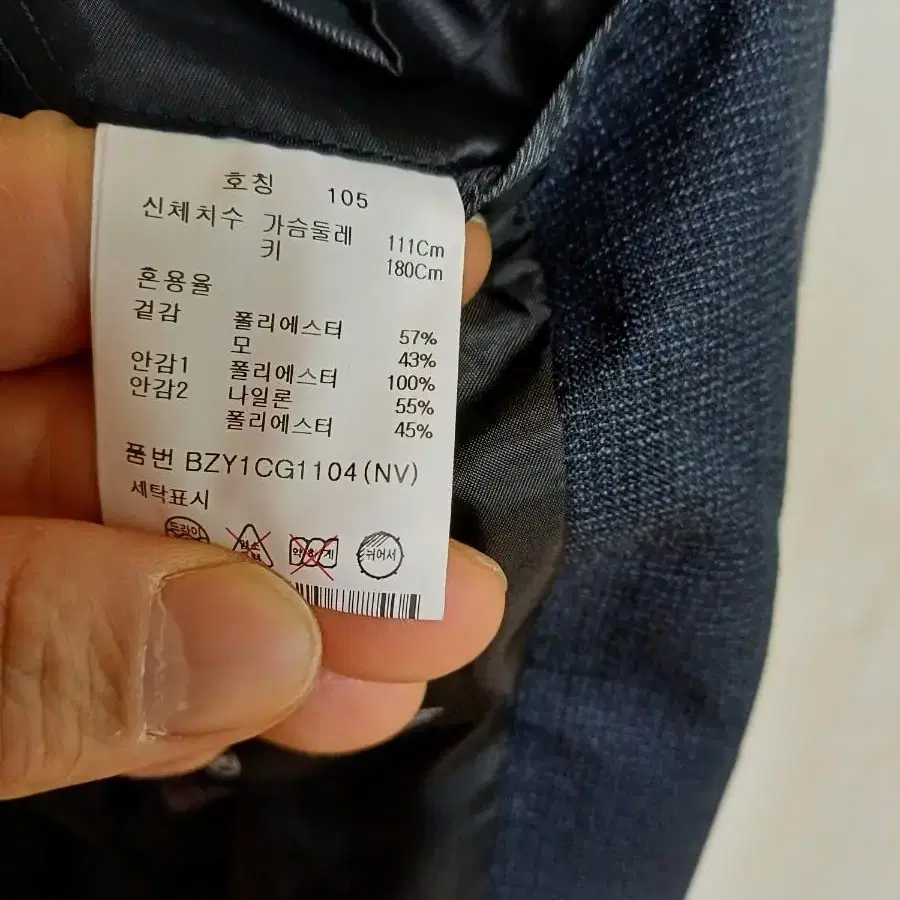 호칭 105
신체치수 가슴둘레 111Cm
키 180Cm
혼용율
겉감 폴리에스터 57%
모 43%
안감1 폴리에스터 100%
안감2 나일론 55%
폴리에스터 45%
품번 BZY1CG1104(NV)
세탁표시
드라이 염소 약하게 뉘어서